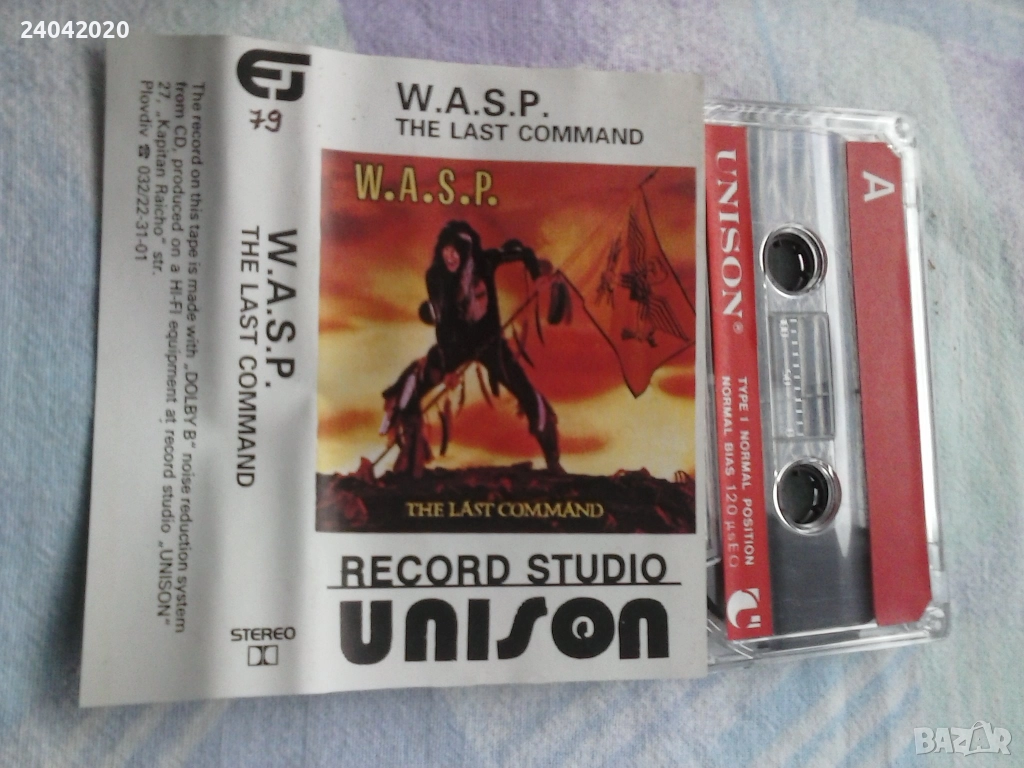 24042020
79
The record on this tape is made with „DOLBY B" noise reduction system
from CD, produced on a HI-FI equipment at record studio „UNISON"
27, „Kapitan Raicho" str.
Plovdiv ☎ 032/22-31-01
W.A.S.P.
THE LAST COMMAND
STEREO
W.A.S.P.
THE LAST COMMAND
W.A.S.P.
THE LAST COMMAND
RECORD STUDIO
unison
UNISON®
TYPE I NORMAL POSITION
NORMAL BIAS 120 µsEQ
A
50
BAZAR